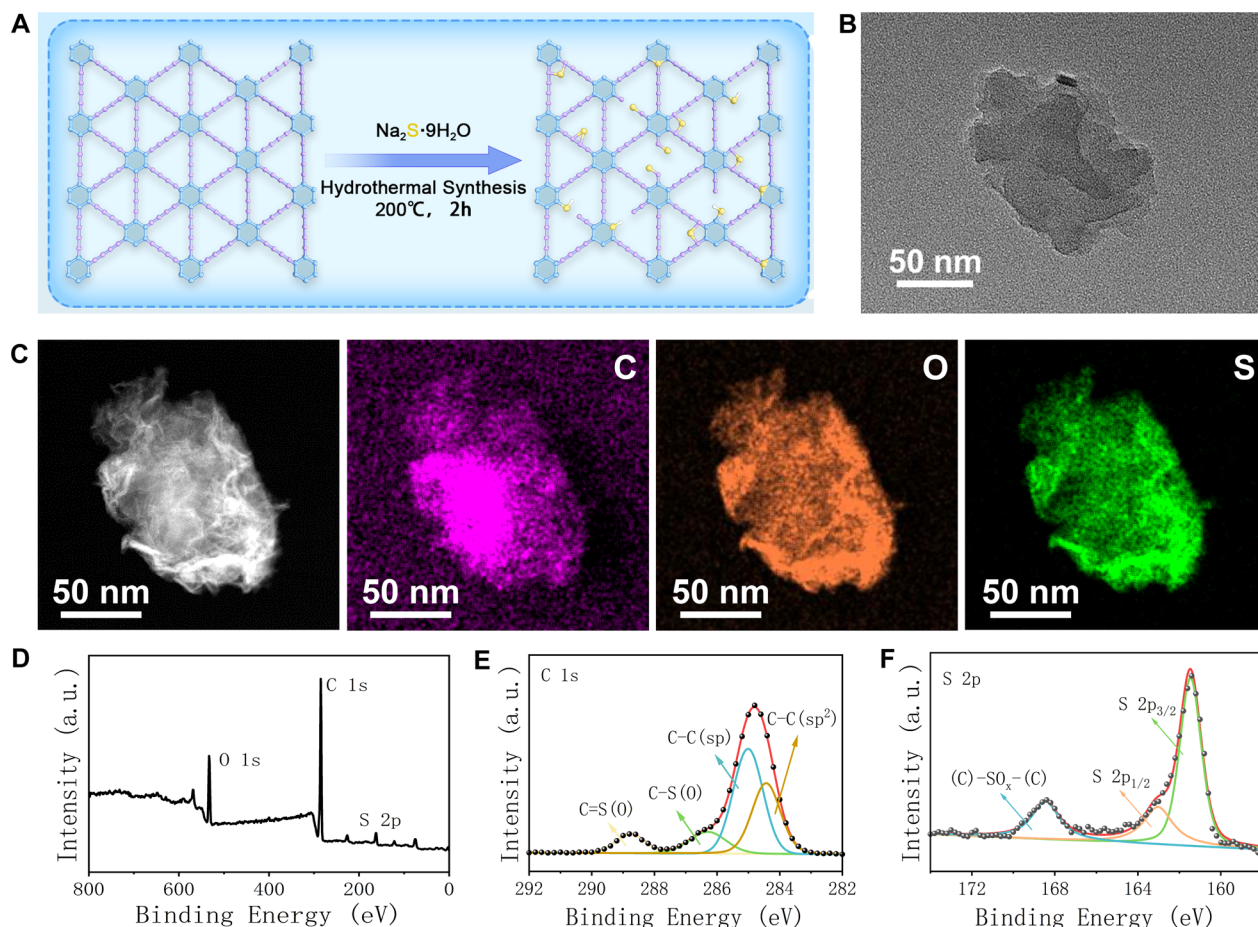 A
Na₂S·9H₂O
Hydrothermal Synthesis
200℃, 2h
B
50 nm
C
50 nm
C
50 nm
O
50 nm
S
50 nm
D
C 1s
O 1s
S 2p
Intensity (a.u.)
800 600 400 200 0
Binding Energy (eV)
E
C 1s
C-C(sp²)
C-C(sp)
C-S(O)
C=S(O)
Intensity (a.u.)
292 290 288 286 284 282
Binding Energy (eV)
F
S 2p
S 2p₃/₂
(C)-SOₓ-(C)
S 2p₁/₂
Intensity (a.u.)
172 168 164 160
Binding Energy (eV)